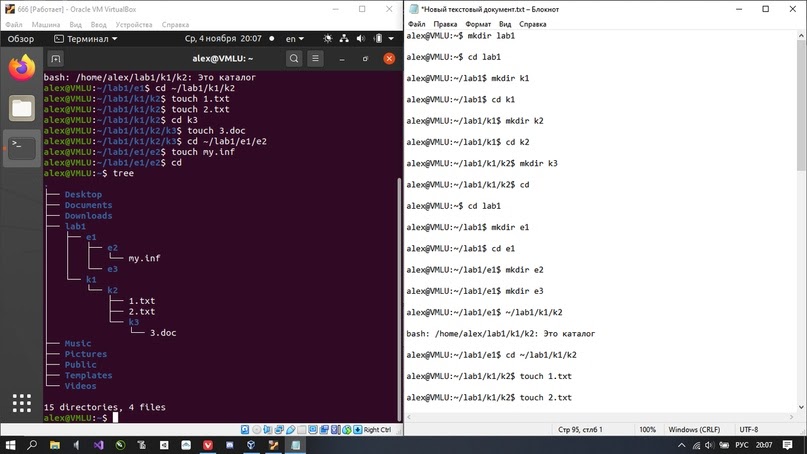 666 [Работает] - Oracle VM VirtualBox
Файл Машина Вид Ввод Устройства Справка
Обзор Терминал Ср, 4 ноября 20:07 en
alex@VMLU: ~
bash: /home/alex/lab1/k1/k2: Это каталог
alex@VMLU:~/lab1/e1$ cd ~/lab1/k1/k2
alex@VMLU:~/lab1/k1/k2$ touch 1.txt
alex@VMLU:~/lab1/k1/k2$ touch 2.txt
alex@VMLU:~/lab1/k1/k2$ cd k3
alex@VMLU:~/lab1/k1/k2/k3$ touch 3.doc
alex@VMLU:~/lab1/k1/k2/k3$ cd ~/lab1/e1/e2
alex@VMLU:~/lab1/e1/e2$ touch my.inf
alex@VMLU:~/lab1/e1/e2$ cd
alex@VMLU:~$ tree
.
├── Desktop
├── Documents
├── Downloads
├── lab1
│   ├── e1
│   │   ├── e2
│   │   │   └── my.inf
│   │   └── e3
│   └── k1
│       └── k2
│           ├── 1.txt
│           ├── 2.txt
│           └── k3
│               └── 3.doc
├── Music
├── Pictures
├── Public
├── Templates
└── Videos
15 directories, 4 files
alex@VMLU:~$
Right Ctrl
*Новый текстовый документ.txt – Блокнот
Файл Правка Формат Вид Справка
alex@VMLU:~$ mkdir lab1
alex@VMLU:~$ cd lab1
alex@VMLU:~/lab1$ mkdir k1
alex@VMLU:~/lab1$ cd k1
alex@VMLU:~/lab1/k1$ mkdir k2
alex@VMLU:~/lab1/k1$ cd k2
alex@VMLU:~/lab1/k1/k2$ mkdir k3
alex@VMLU:~/lab1/k1/k2$ cd
alex@VMLU:~$ cd lab1
alex@VMLU:~/lab1$ mkdir e1
alex@VMLU:~/lab1$ cd e1
alex@VMLU:~/lab1/e1$ mkdir e2
alex@VMLU:~/lab1/e1$ mkdir e3
alex@VMLU:~/lab1/e1$ ~/lab1/k1/k2
bash: /home/alex/lab1/k1/k2: Это каталог
alex@VMLU:~/lab1/e1$ cd ~/lab1/k1/k2
alex@VMLU:~/lab1/k1/k2$ touch 1.txt
alex@VMLU:~/lab1/k1/k2$ touch 2.txt
Стр 95, стлб 1 100% Windows (CRLF) UTF-8
РУС 20:07